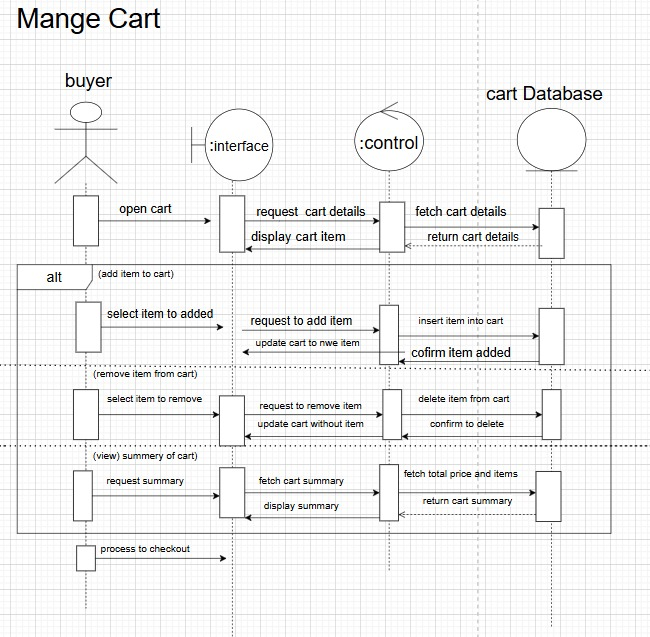 Mange Cart
buyer
cart Database
:interface
:control
open cart
request cart details
fetch cart details
display cart item
return cart details
alt
(add item to cart)
select item to added
request to add item
insert item into cart
update cart to nwe item
cofirm item added
(remove item from cart)
select item to remove
request to remove item
delete item from cart
update cart without item
confirm to delete
(view) summery of cart)
request summary
fetch cart summary
fetch total price and items
display summary
return cart summary
process to checkout